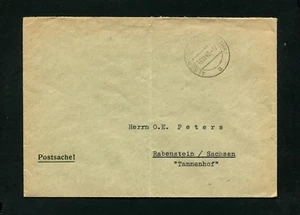 Herrn O.E. Peters
Postsache!
Rabenstein / Sachsen
"Tannenhof"